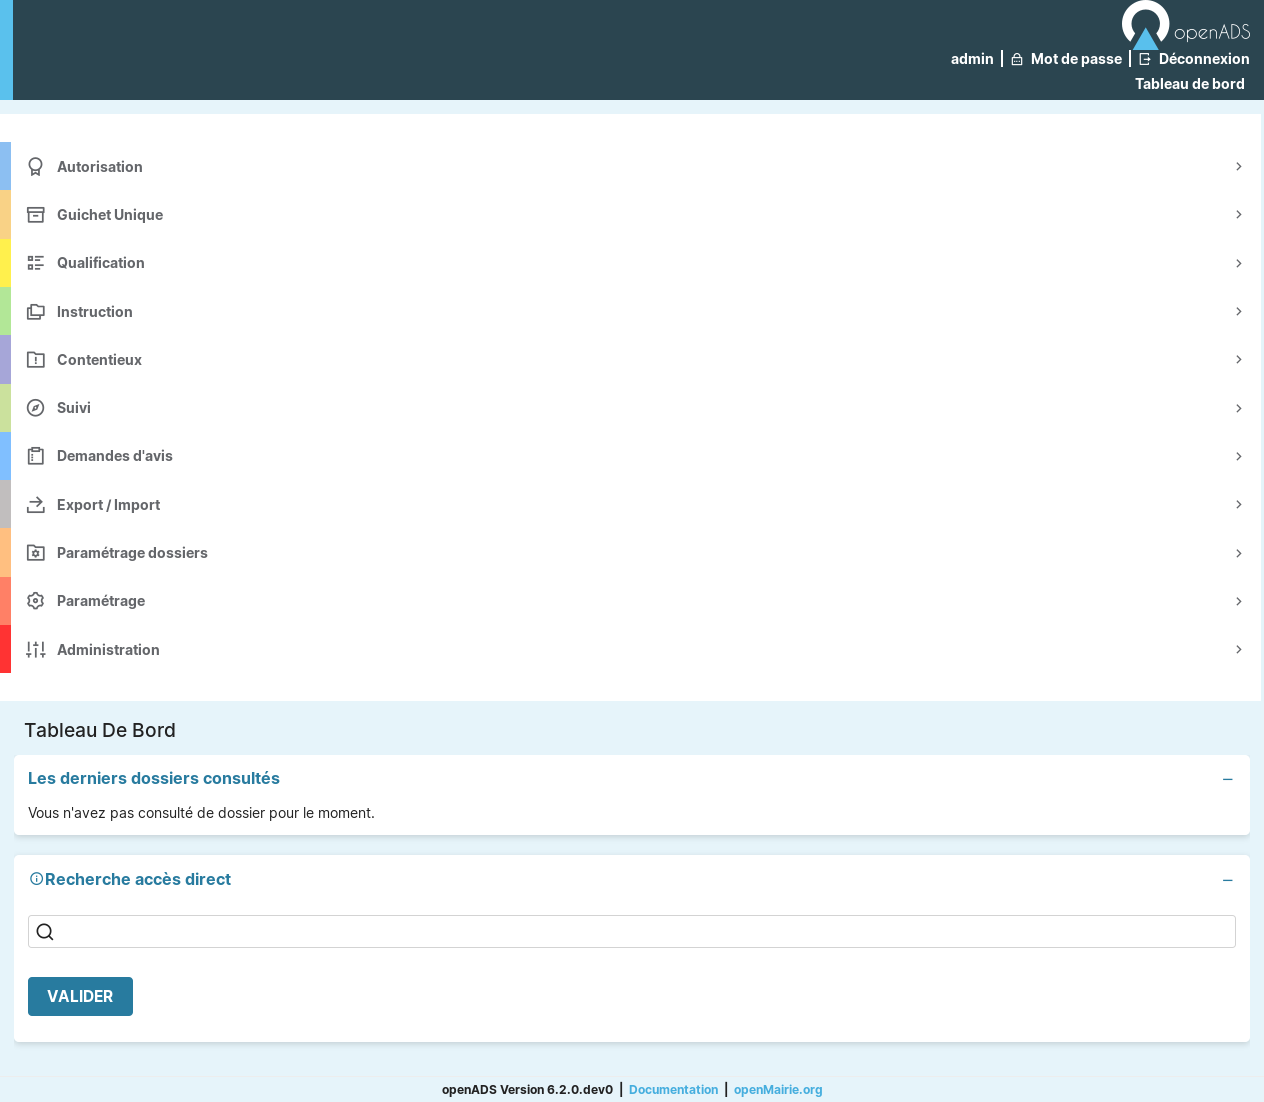 openADS
admin | Mot de passe | Déconnexion
Tableau de bord
Autorisation
Guichet Unique
Qualification
Instruction
Contentieux
Suivi
Demandes d'avis
Export / Import
Paramétrage dossiers
Paramétrage
Administration
Tableau De Bord
Les derniers dossiers consultés
Vous n'avez pas consulté de dossier pour le moment.
Recherche accès direct
VALIDER
openADS Version 6.2.0.dev0 | Documentation | openMairie.org